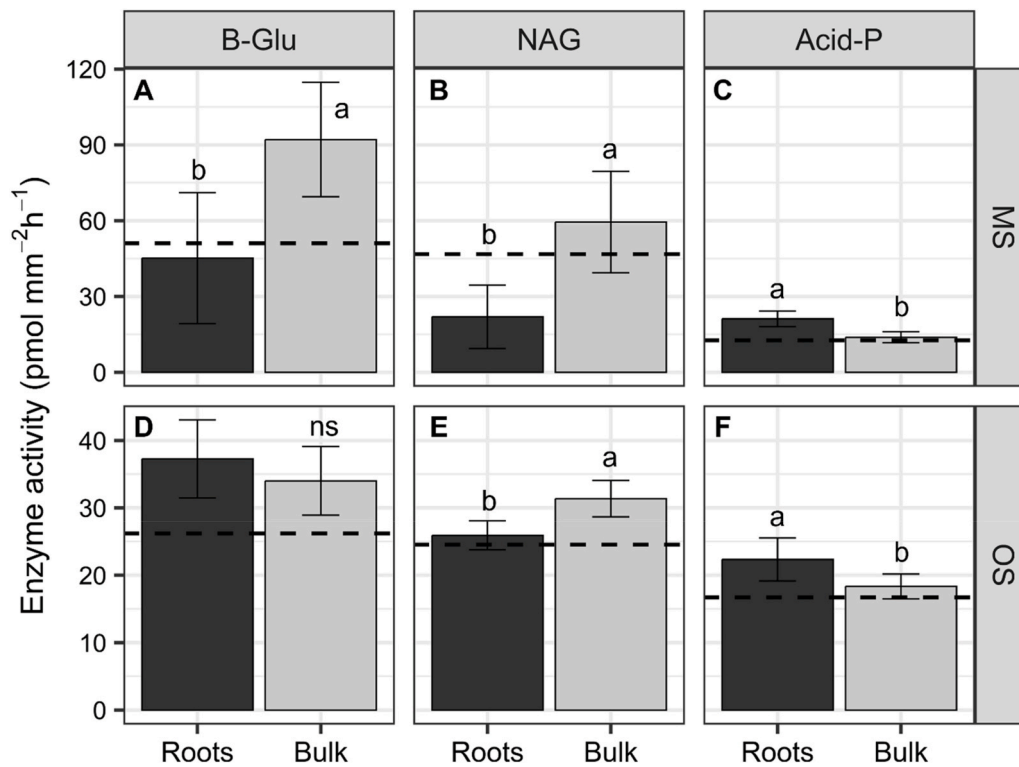 B-Glu NAG Acid-P
Enzyme activity (pmol mm−2h−1)
MS
120
90
60
30
0
A b a
B b a
C a b
OS
40
30
20
10
0
D ns
E b a
F a b
Roots Bulk Roots Bulk Roots Bulk